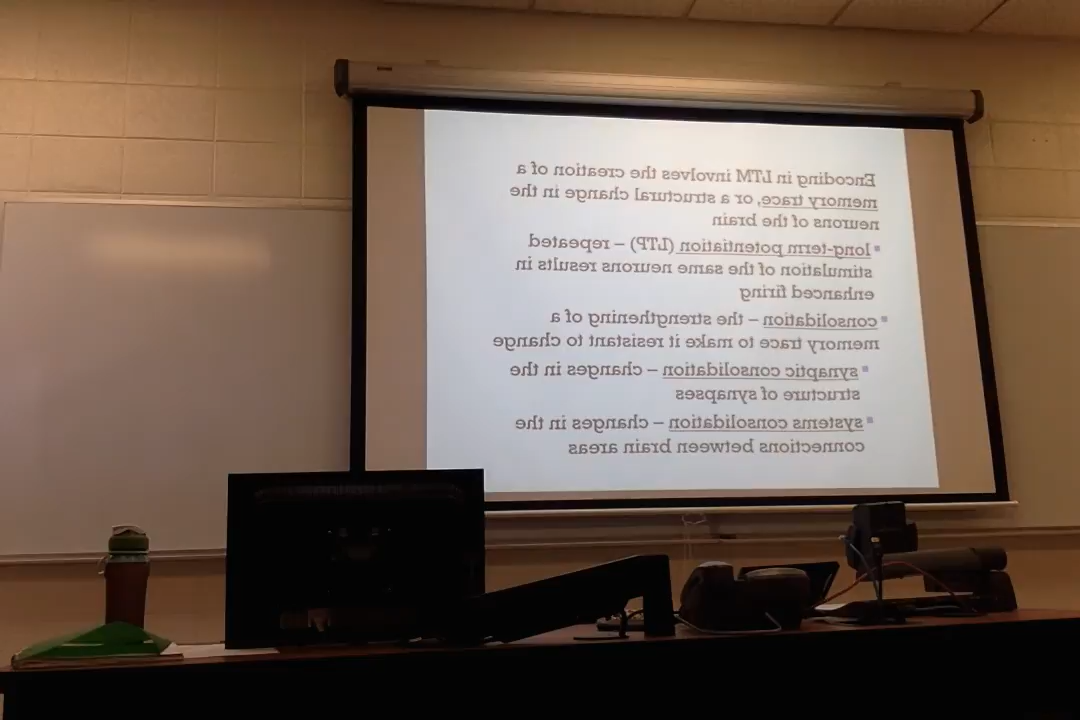 Encoding in LTM involves the creation of a
memory trace, or a structural change in the
neurons of the brain
▪ long-term potentiation (LTP) – repeated
stimulation of the same neurons results in
enhanced firing
▪ consolidation – the strengthening of a
memory trace to make it resistant to change
▪ synaptic consolidation – changes in the
structure of synapses
▪ systems consolidation – changes in the
connections between brain areas